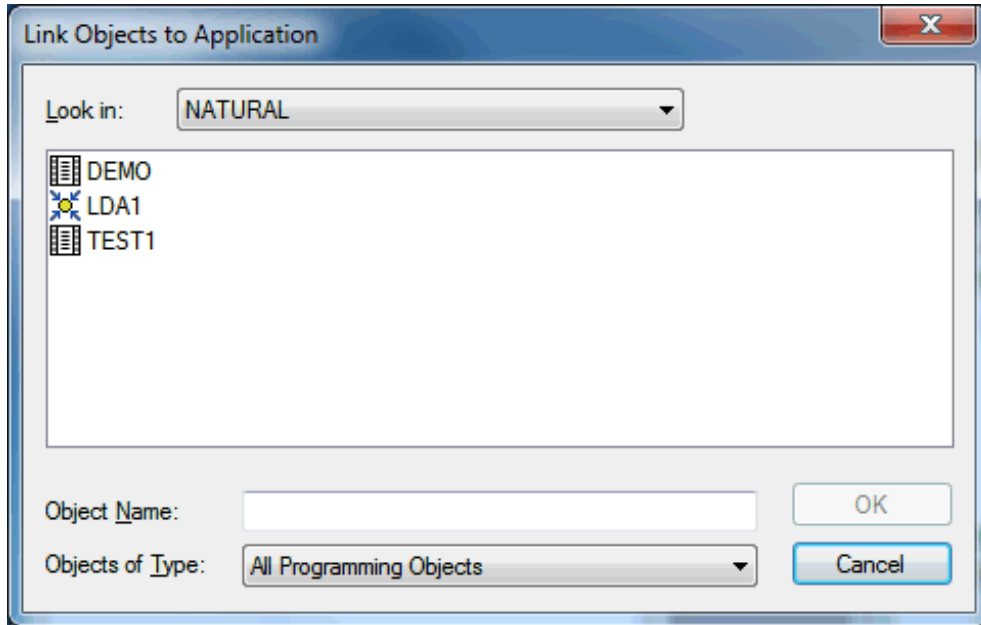 Link Objects to Application
Look in: NATURAL
DEMO
LDA1
TEST1
Object Name:
OK
Objects of Type: All Programming Objects
Cancel